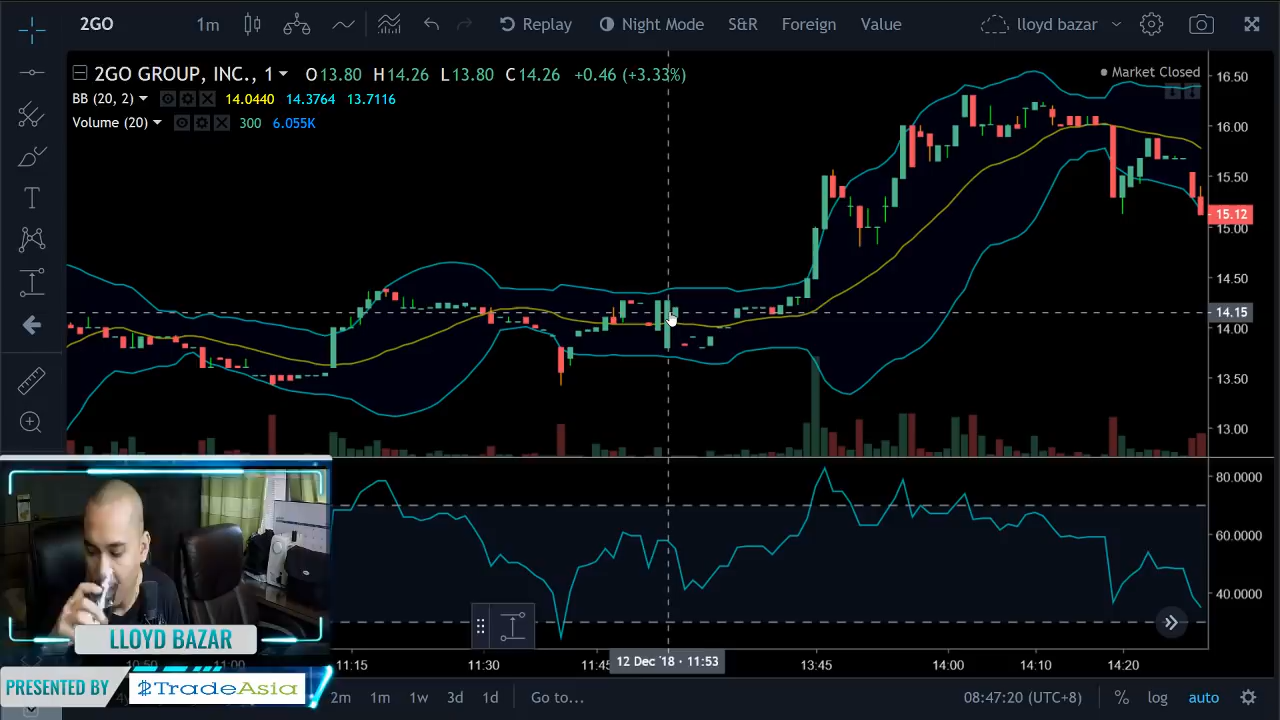 2GO 1m Replay Night Mode S&R Foreign Value lloyd bazar
2GO GROUP, INC., 1 O13.80 H14.26 L13.80 C14.26 +0.46 (+3.33%)
Market Closed
BB (20, 2) 14.0440 14.3764 13.7116
Volume (20) 300 6.055K
16.50
16.00
15.50
15.12
15.00
14.50
14.15
14.00
13.50
13.00
80.0000
60.0000
40.0000
LLOYD BAZAR
10:50 11:00 11:15 11:30 11:45 12 Dec '18 · 11:53 13:45 14:00 14:10 14:20
PRESENTED BY TradeAsia
2m 1m 1w 3d 1d Go to... 08:47:20 (UTC+8) % log auto